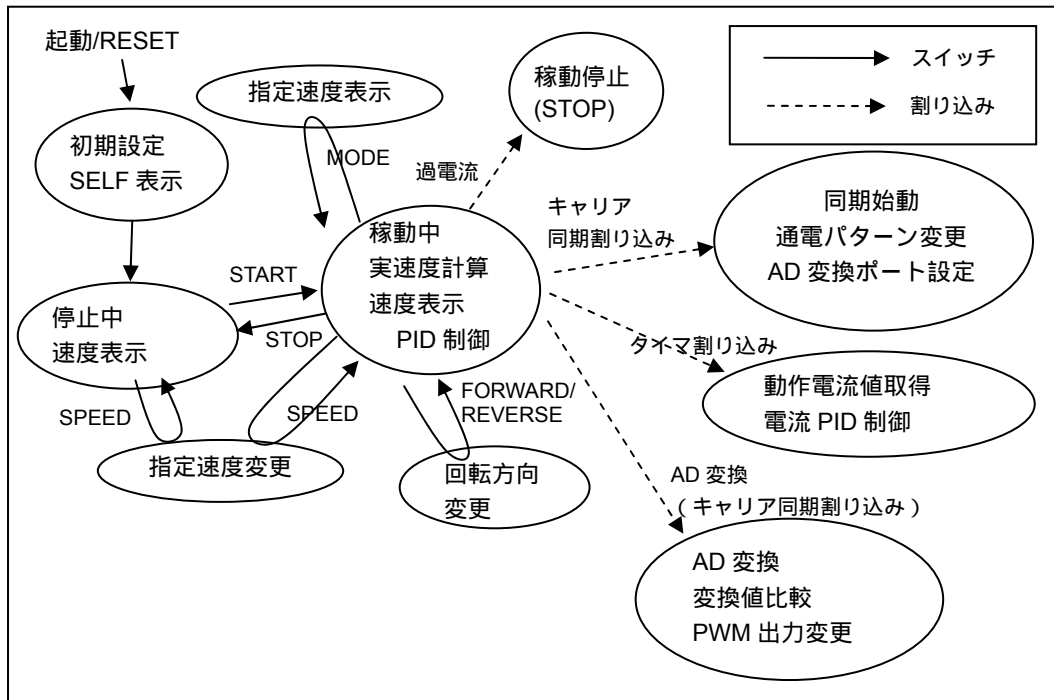 起動/RESET
初期設定
SELF 表示
停止中
速度表示
SPEED
指定速度変更
指定速度表示
MODE
START
STOP
SPEED
稼動中
実速度計算
速度表示
PID 制御
FORWARD/
REVERSE
回転方向
変更
過電流
稼動停止
(STOP)
スイッチ
割り込み
キャリア
同期割り込み
同期始動
通電パターン変更
AD 変換ポート設定
タイマ割り込み
動作電流値取得
電流 PID 制御
AD 変換
(キャリア同期割り込み)
AD 変換
変換値比較
PWM 出力変更